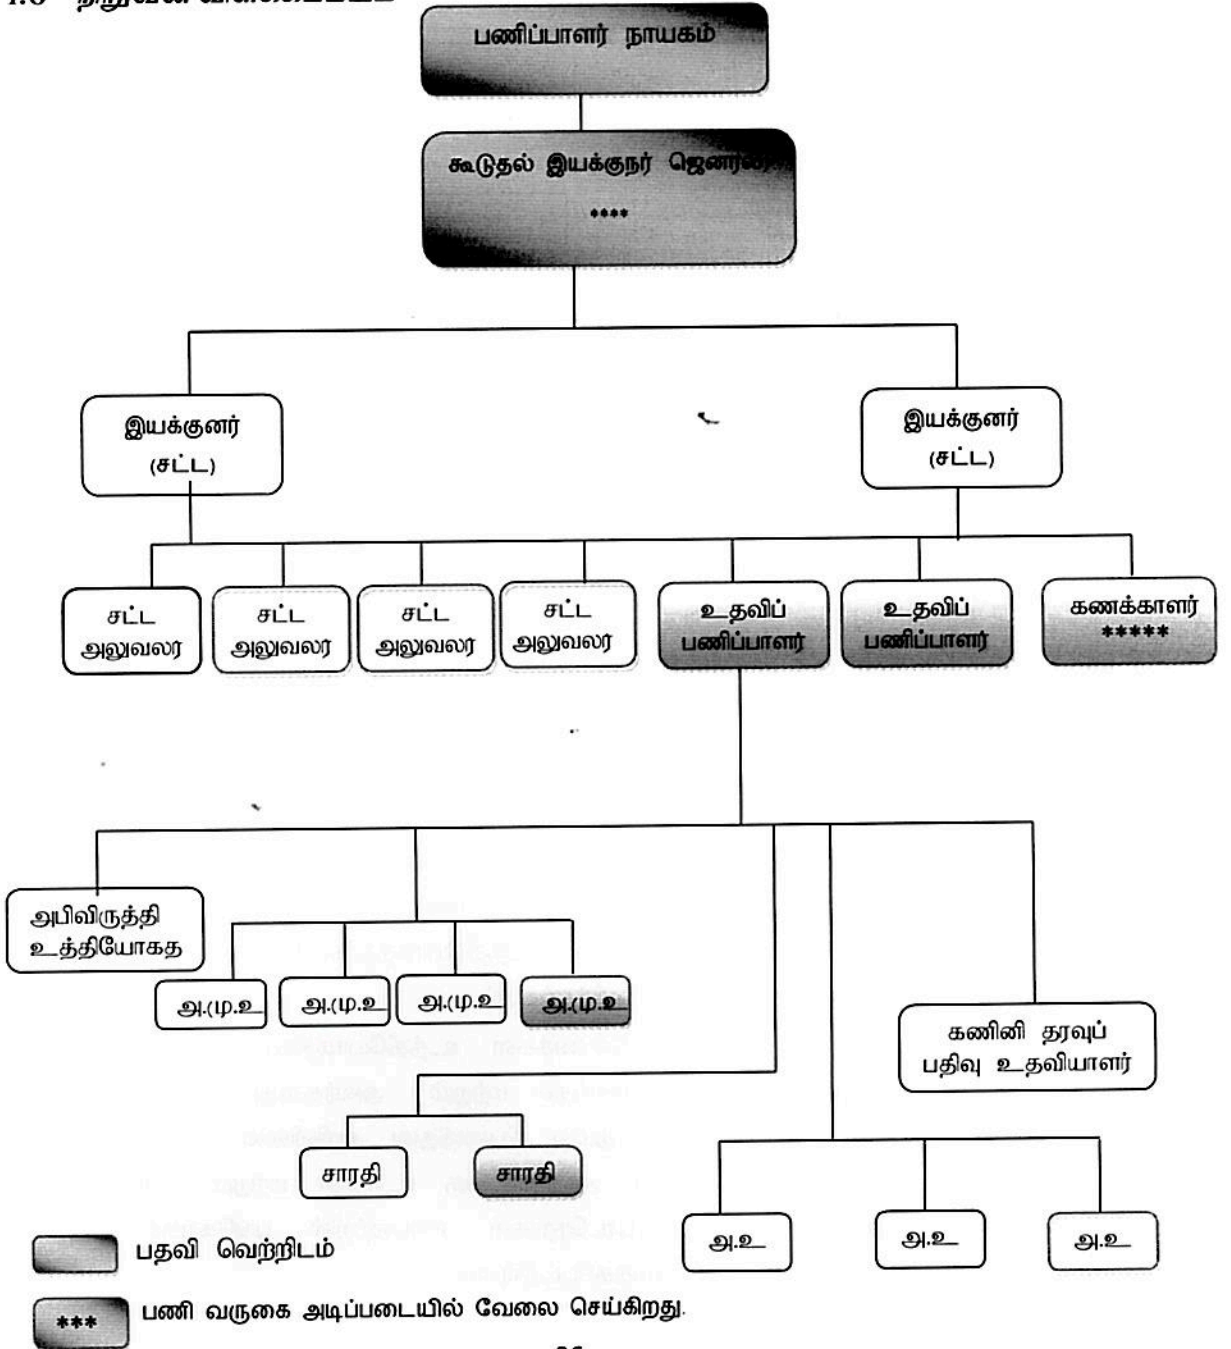 பணிப்பாளர் நாயகம்
கூடுதல் இயக்குநர்
****
இயக்குனர்
(சட்ட)
இயக்குனர்
(சட்ட)
சட்ட
அலுவலர்
சட்ட
அலுவலர்
சட்ட
அலுவலர்
சட்ட
அலுவலர்
உதவிப்
பணிப்பாளர்
உதவிப்
பணிப்பாளர்
கணக்காளர்
*****
அபிவிருத்தி
உத்தியோகத
அ.மு.உ
அ.மு.உ
அ.மு.உ
அ.மு.உ
கணினி தரவுப்
பதிவு உதவியாளர்
சாரதி
சாரதி
அ.உ
அ.உ
அ.உ
பதவி வெற்றிடம்
*** பணி வருகை அடிப்படையில் வேலை செய்கிறது.